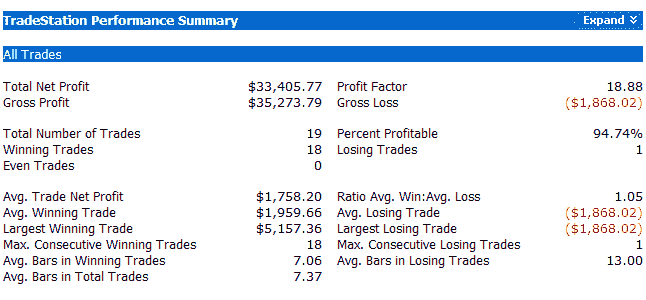 TradeStation Performance Summary Expand
All Trades
Total Net Profit $33,405.77 Profit Factor 18.88
Gross Profit $35,273.79 Gross Loss ($1,868.02)
Total Number of Trades 19 Percent Profitable 94.74%
Winning Trades 18 Losing Trades 1
Even Trades 0
Avg. Trade Net Profit $1,758.20 Ratio Avg. Win:Avg. Loss 1.05
Avg. Winning Trade $1,959.66 Avg. Losing Trade ($1,868.02)
Largest Winning Trade $5,157.36 Largest Losing Trade ($1,868.02)
Max. Consecutive Winning Trades 18 Max. Consecutive Losing Trades 1
Avg. Bars in Winning Trades 7.06 Avg. Bars in Losing Trades 13.00
Avg. Bars in Total Trades 7.37